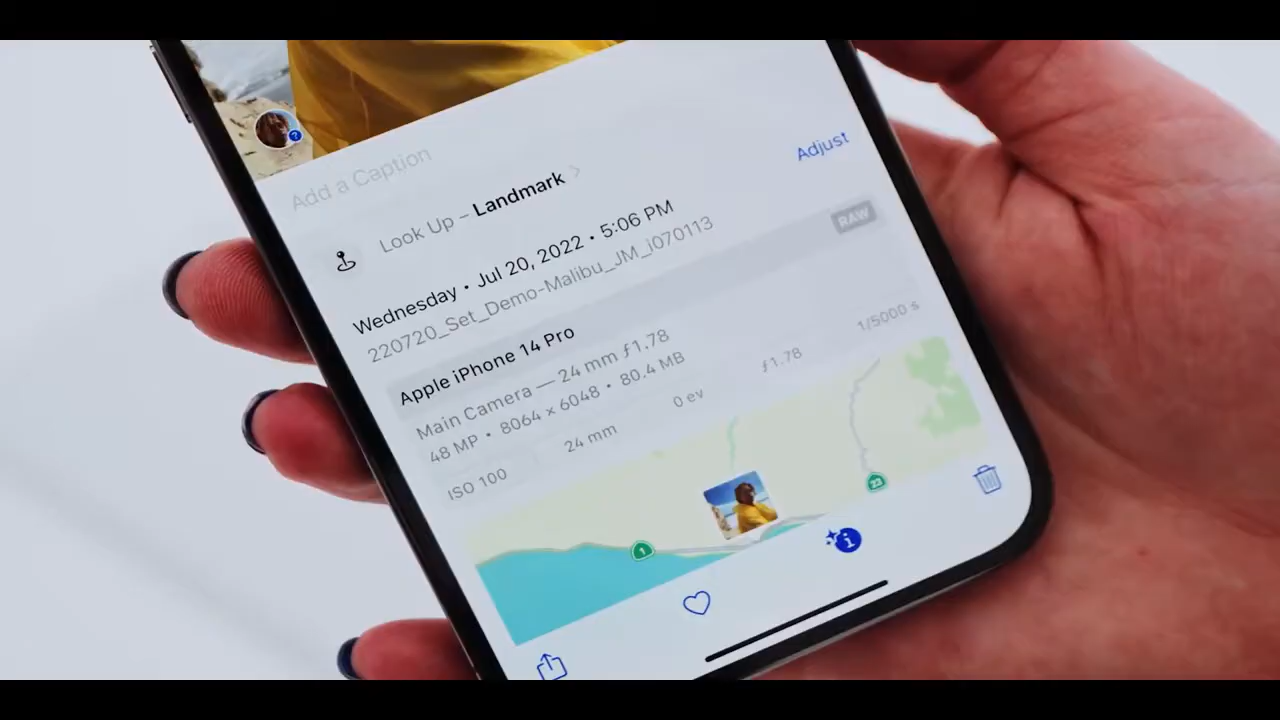 Add a Caption
Look Up – Landmark
Wednesday • Jul 20, 2022 • 5:06 PM
Adjust
220720_Set_Demo-Malibu_JM_i070113
Apple iPhone 14 Pro
RAW
Main Camera — 24 mm ƒ1.78
48 MP • 8064 x 6048 • 80.4 MB
ISO 100
24 mm
0 ev
ƒ1.78
1/5000 s
1
23